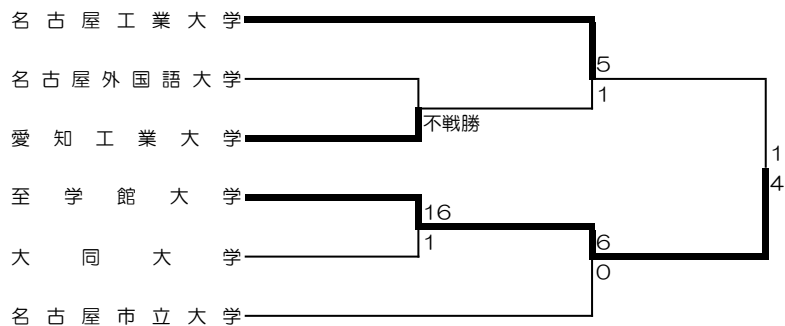 名古屋工業大学
5
名古屋外国語大学
1
不戦勝
愛知工業大学
1
4
至学館大学
16
1
6
大同大学
0
名古屋市立大学